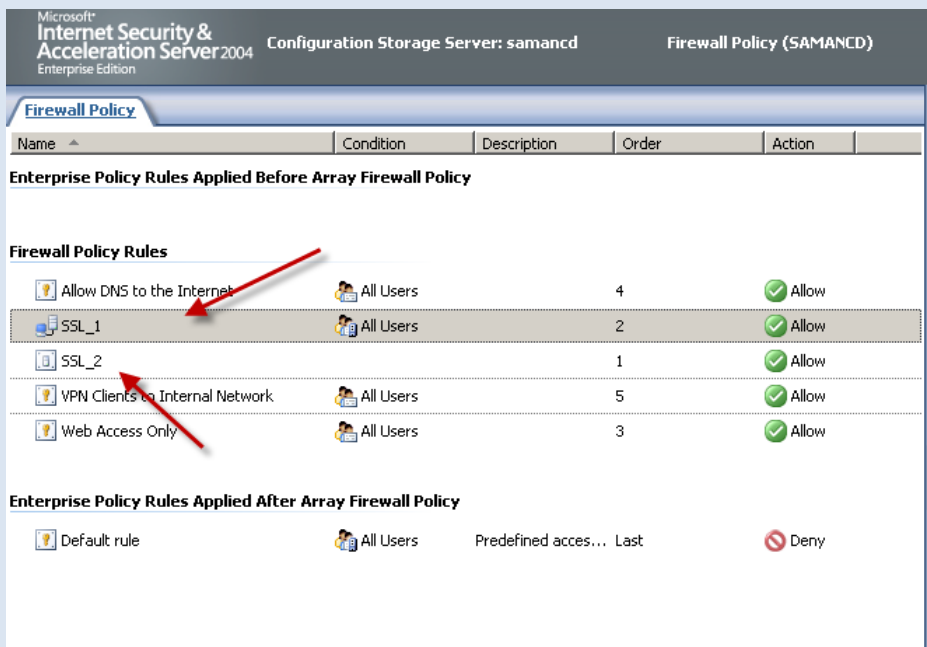 Microsoft®
Internet Security &
Acceleration Server 2004
Enterprise Edition
Configuration Storage Server: samancd
Firewall Policy (SAMANCD)
Firewall Policy
Name Condition Description Order Action
Enterprise Policy Rules Applied Before Array Firewall Policy
Firewall Policy Rules
Allow DNS to the Internet All Users 4 Allow
SSL_1 All Users 2 Allow
SSL_2 1 Allow
VPN Clients to Internal Network All Users 5 Allow
Web Access Only All Users 3 Allow
Enterprise Policy Rules Applied After Array Firewall Policy
Default rule All Users Predefined acces... Last Deny